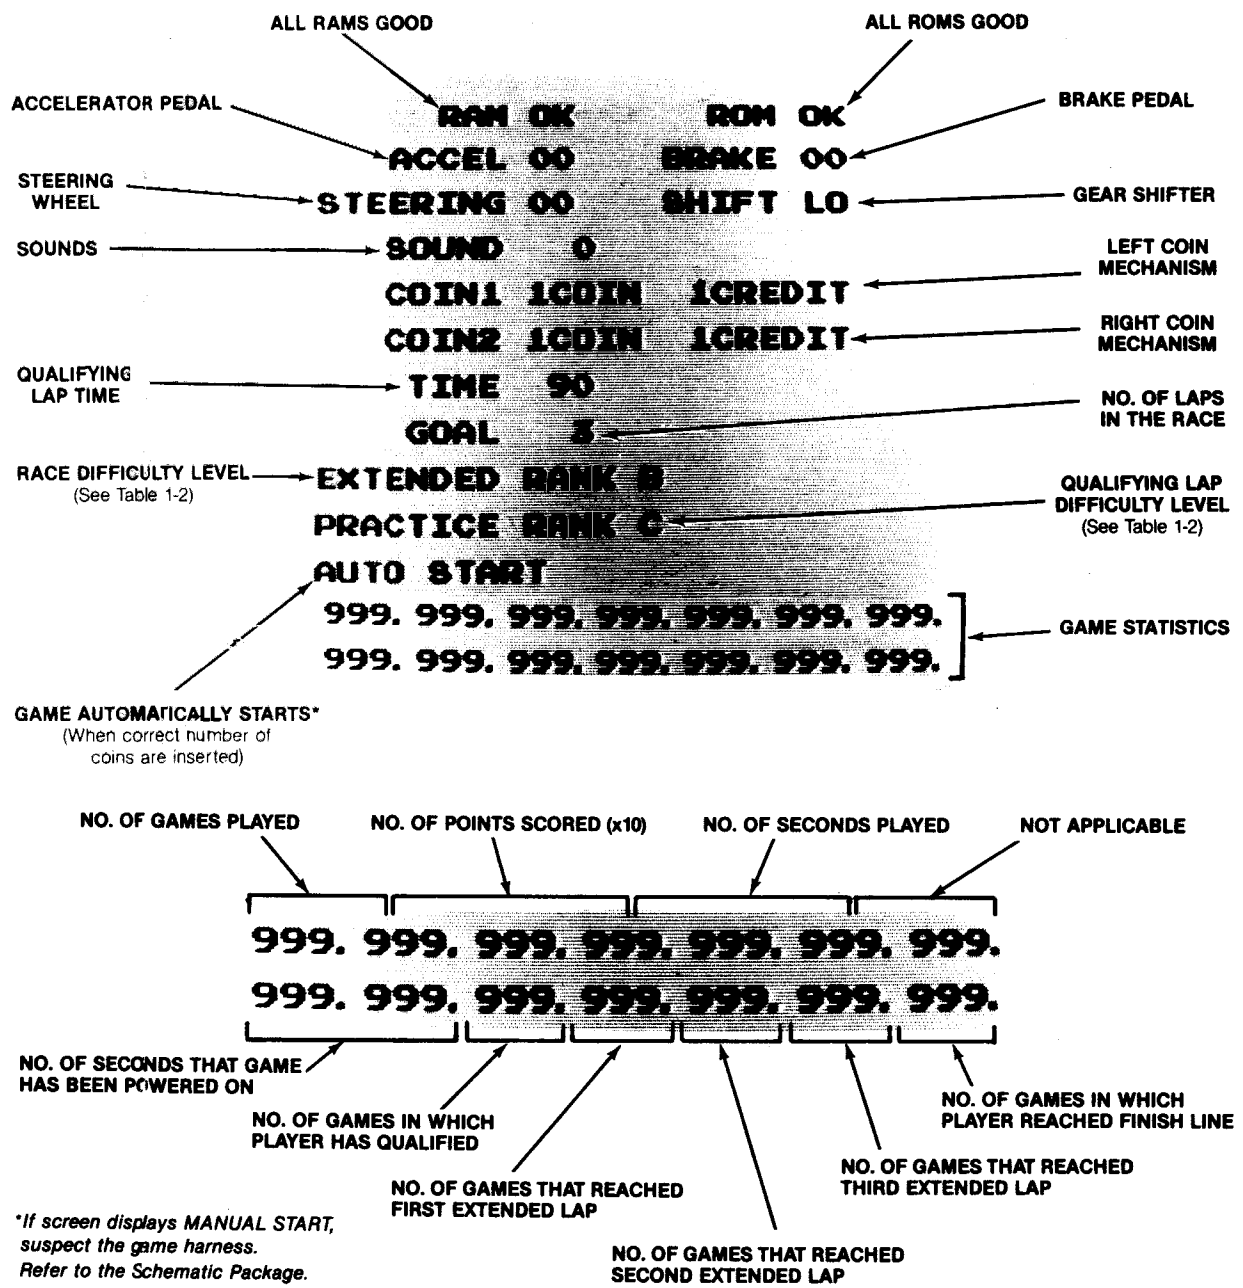 ALL RAMS GOOD
ALL ROMS GOOD
ACCELERATOR PEDAL
BRAKE PEDAL
RAM OK ROM OK
ACCEL 00 BRAKE 00
STEERING
WHEEL
STEERING 00 SHIFT LO
GEAR SHIFTER
SOUNDS
SOUND 0
LEFT COIN
MECHANISM
COIN1 1COIN 1CREDIT
COIN2 1COIN 1CREDIT
RIGHT COIN
MECHANISM
QUALIFYING
LAP TIME
TIME 90
NO. OF LAPS
IN THE RACE
GOAL 3
RACE DIFFICULTY LEVEL
(See Table 1-2)
EXTENDED RANK B
QUALIFYING LAP
DIFFICULTY LEVEL
(See Table 1-2)
PRACTICE RANK C
AUTO START
999. 999. 999. 999. 999. 999. 999.
999. 999. 999. 999. 999. 999. 999.
GAME STATISTICS
GAME AUTOMATICALLY STARTS*
(When correct number of
coins are inserted)
NO. OF GAMES PLAYED
NO. OF POINTS SCORED (x10)
NO. OF SECONDS PLAYED
NOT APPLICABLE
999. 999. 999. 999. 999. 999. 999.
999. 999. 999. 999. 999. 999. 999.
NO. OF SECONDS THAT GAME
HAS BEEN POWERED ON
NO. OF GAMES IN WHICH
PLAYER HAS QUALIFIED
NO. OF GAMES THAT REACHED
FIRST EXTENDED LAP
NO. OF GAMES THAT REACHED
SECOND EXTENDED LAP
NO. OF GAMES THAT REACHED
THIRD EXTENDED LAP
NO. OF GAMES IN WHICH
PLAYER REACHED FINISH LINE
*If screen displays MANUAL START,
suspect the game harness.
Refer to the Schematic Package.